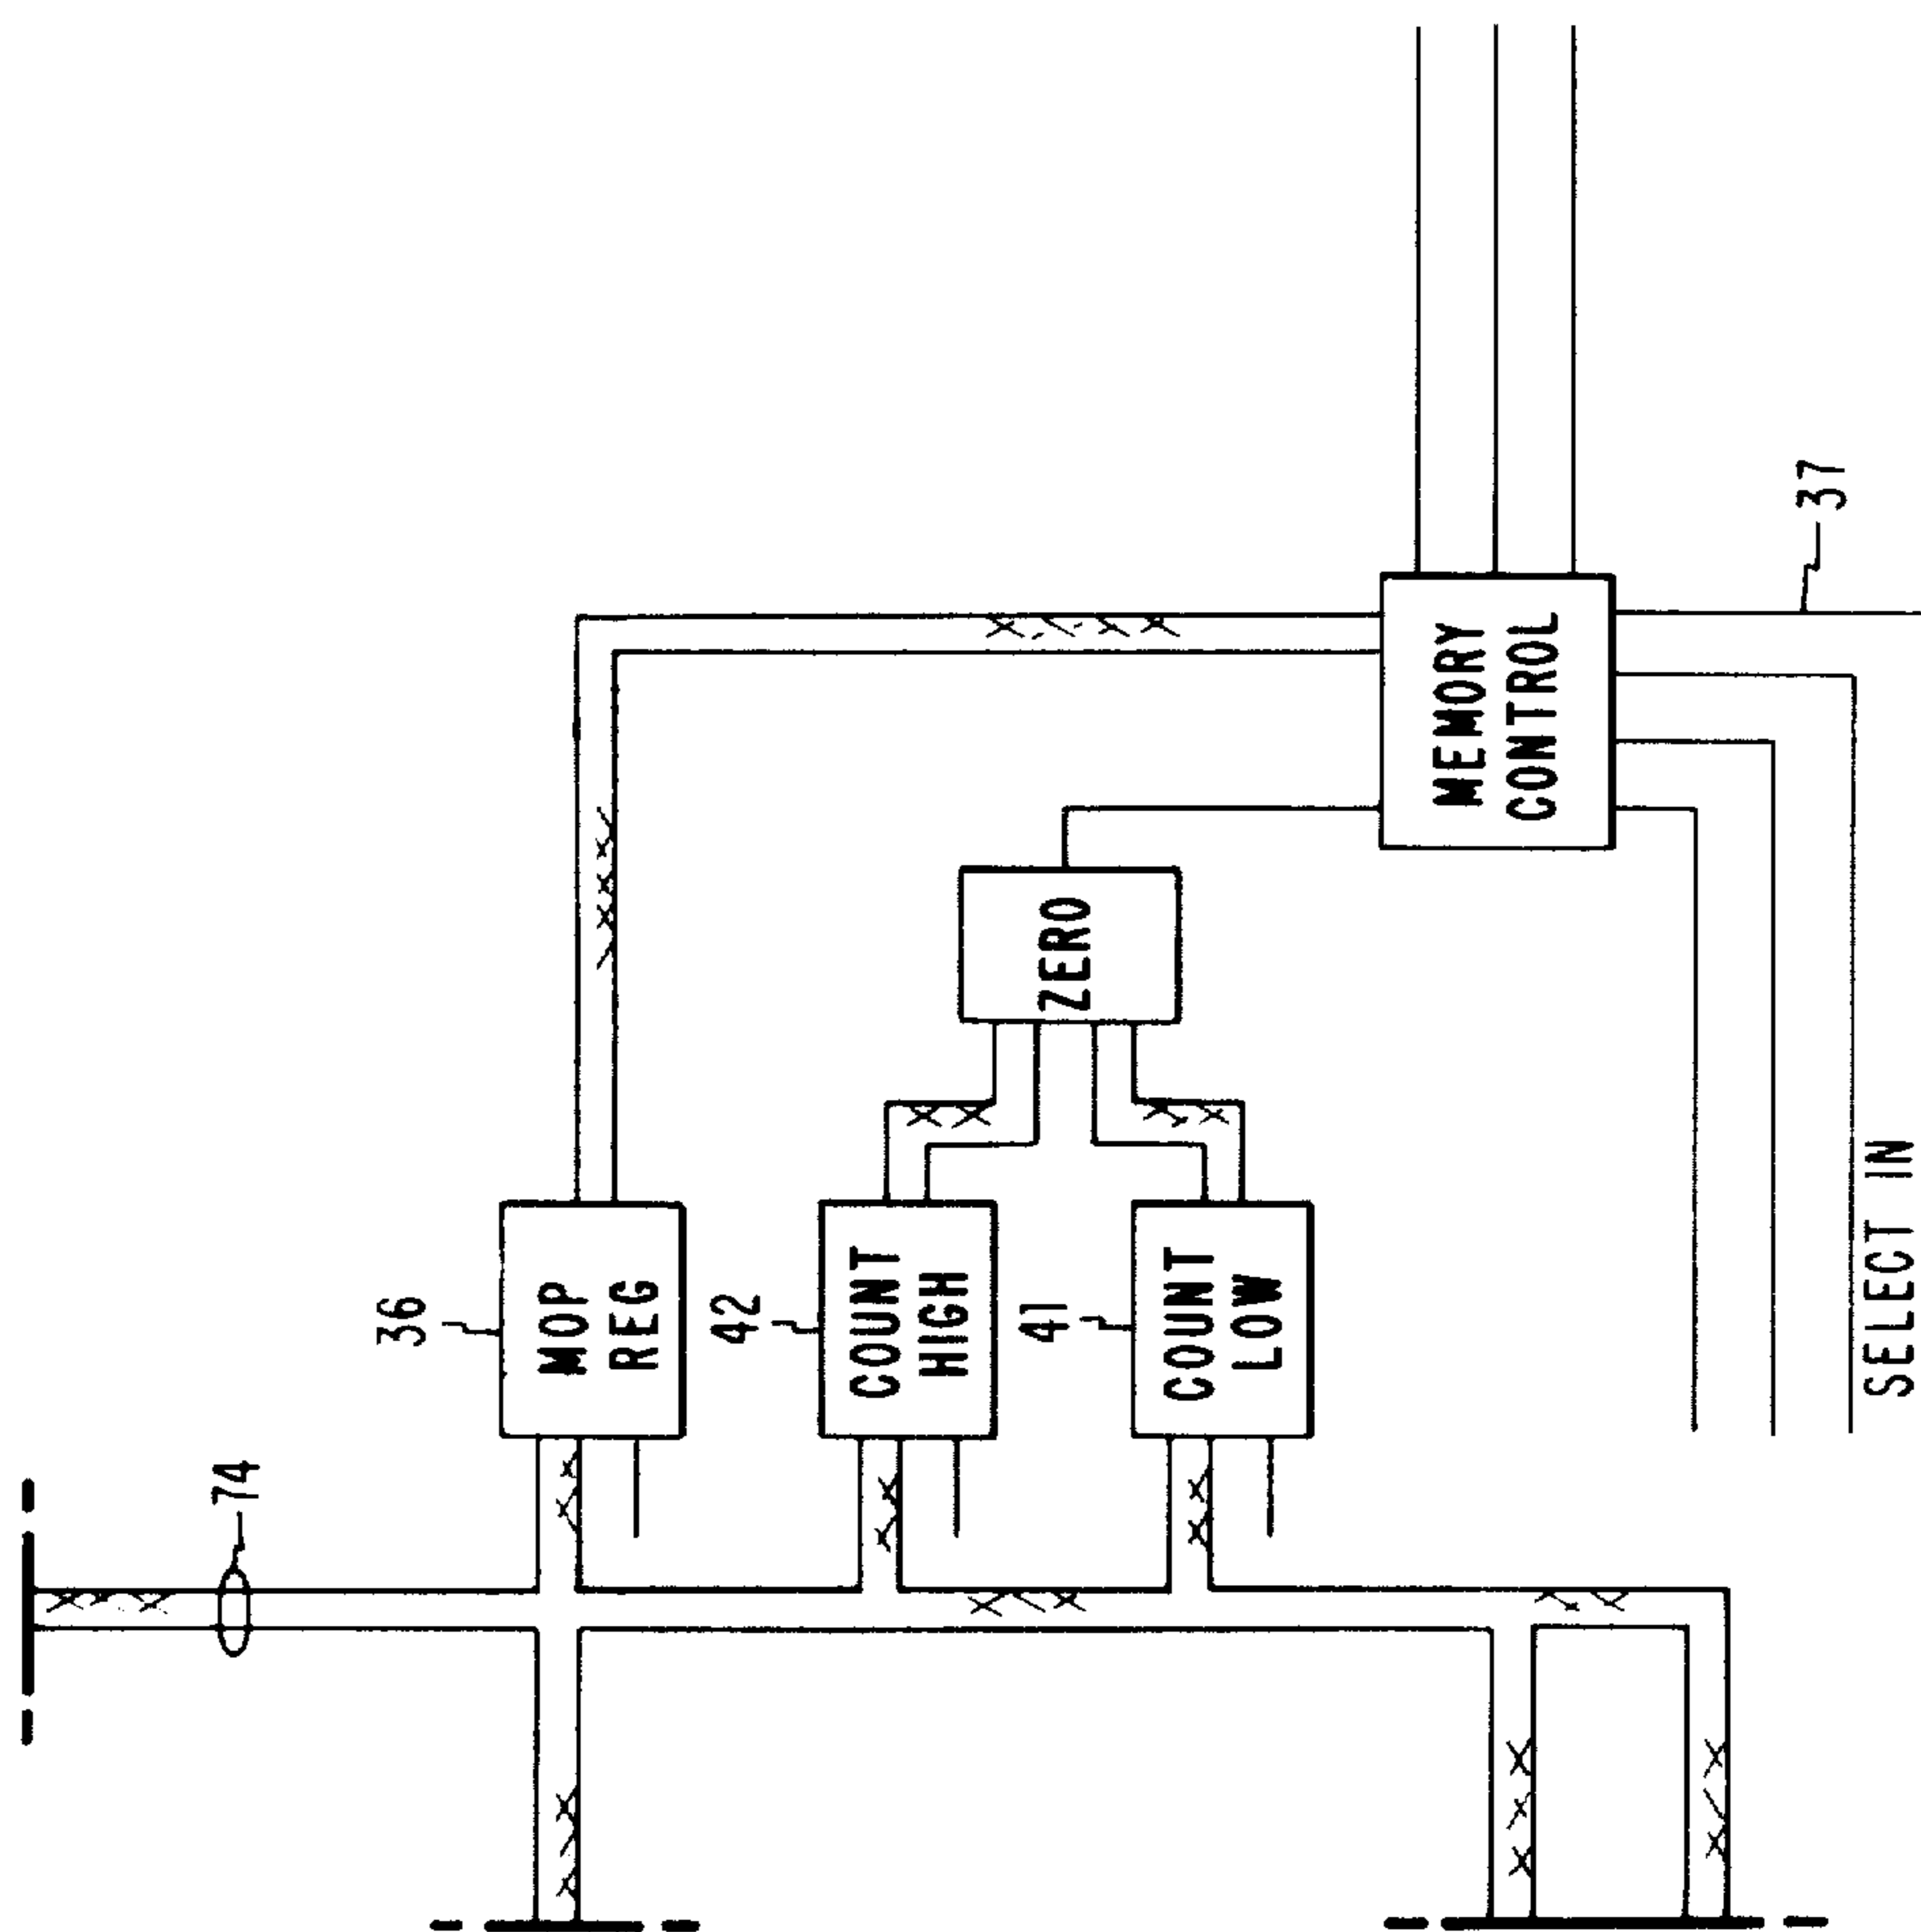 74
36
MOP
REG
42
COUNT
HIGH
41
COUNT
LOW
ZERO
MEMORY
CONTROL
37
SELECT IN